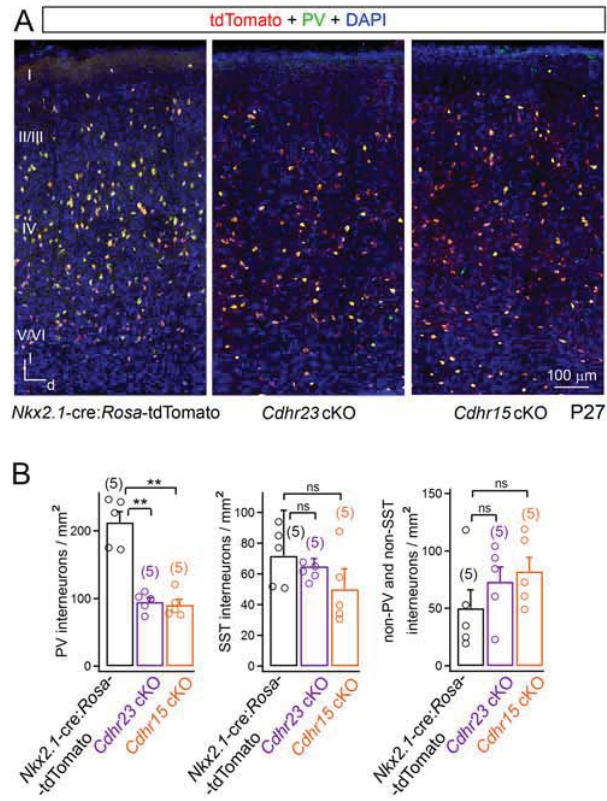 A
tdTomato + PV + DAPI
I
II/III
IV
V/VI
l
d
100 µm
Nkx2.1-cre:Rosa-tdTomato
Cdhr23 cKO
Cdhr15 cKO
P27
B
PV interneurons / mm²
200
100
0
(5)
(5)
(5)
**
**
Nkx2.1-cre:Rosa-
-tdTomato
Cdhr23 cKO
Cdhr15 cKO
SST interneurons / mm²
100
80
60
40
20
0
(5)
(5)
(5)
ns
ns
Nkx2.1-cre:Rosa-
-tdTomato
Cdhr23 cKO
Cdhr15 cKO
non-PV and non-SST
interneurons / mm²
150
100
50
0
(5)
(5)
(5)
ns
ns
Nkx2.1-cre:Rosa-
-tdTomato
Cdhr23 cKO
Cdhr15 cKO